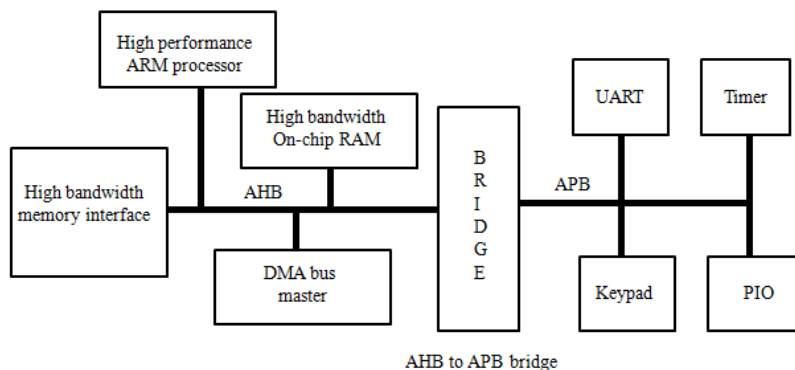 High performance
ARM processor
High bandwidth
On-chip RAM
High bandwidth
memory interface
AHB
DMA bus
master
B
R
I
D
G
E
AHB to APB bridge
APB
UART
Timer
Keypad
PIO